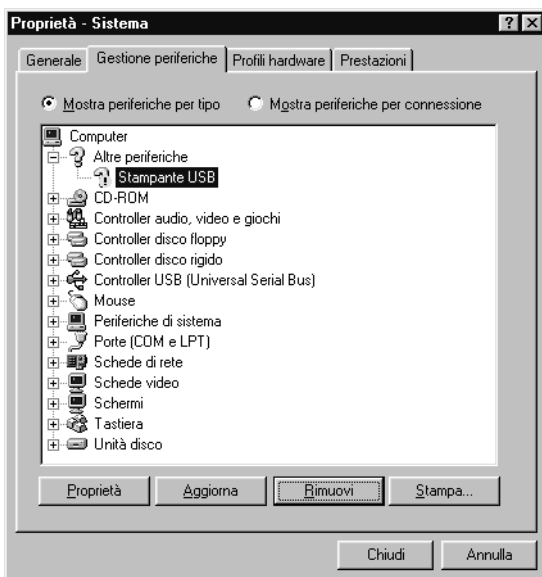 Proprietà - Sistema
Generale Gestione periferiche Profili hardware Prestazioni
Mostra periferiche per tipo Mostra periferiche per connessione
Computer
Altre periferiche
Stampante USB
CD-ROM
Controller audio, video e giochi
Controller disco floppy
Controller disco rigido
Controller USB (Universal Serial Bus)
Mouse
Periferiche di sistema
Porte (COM e LPT)
Schede di rete
Schede video
Schermi
Tastiera
Unità disco
Proprietà Aggiorna Rimuovi Stampa...
Chiudi Annulla